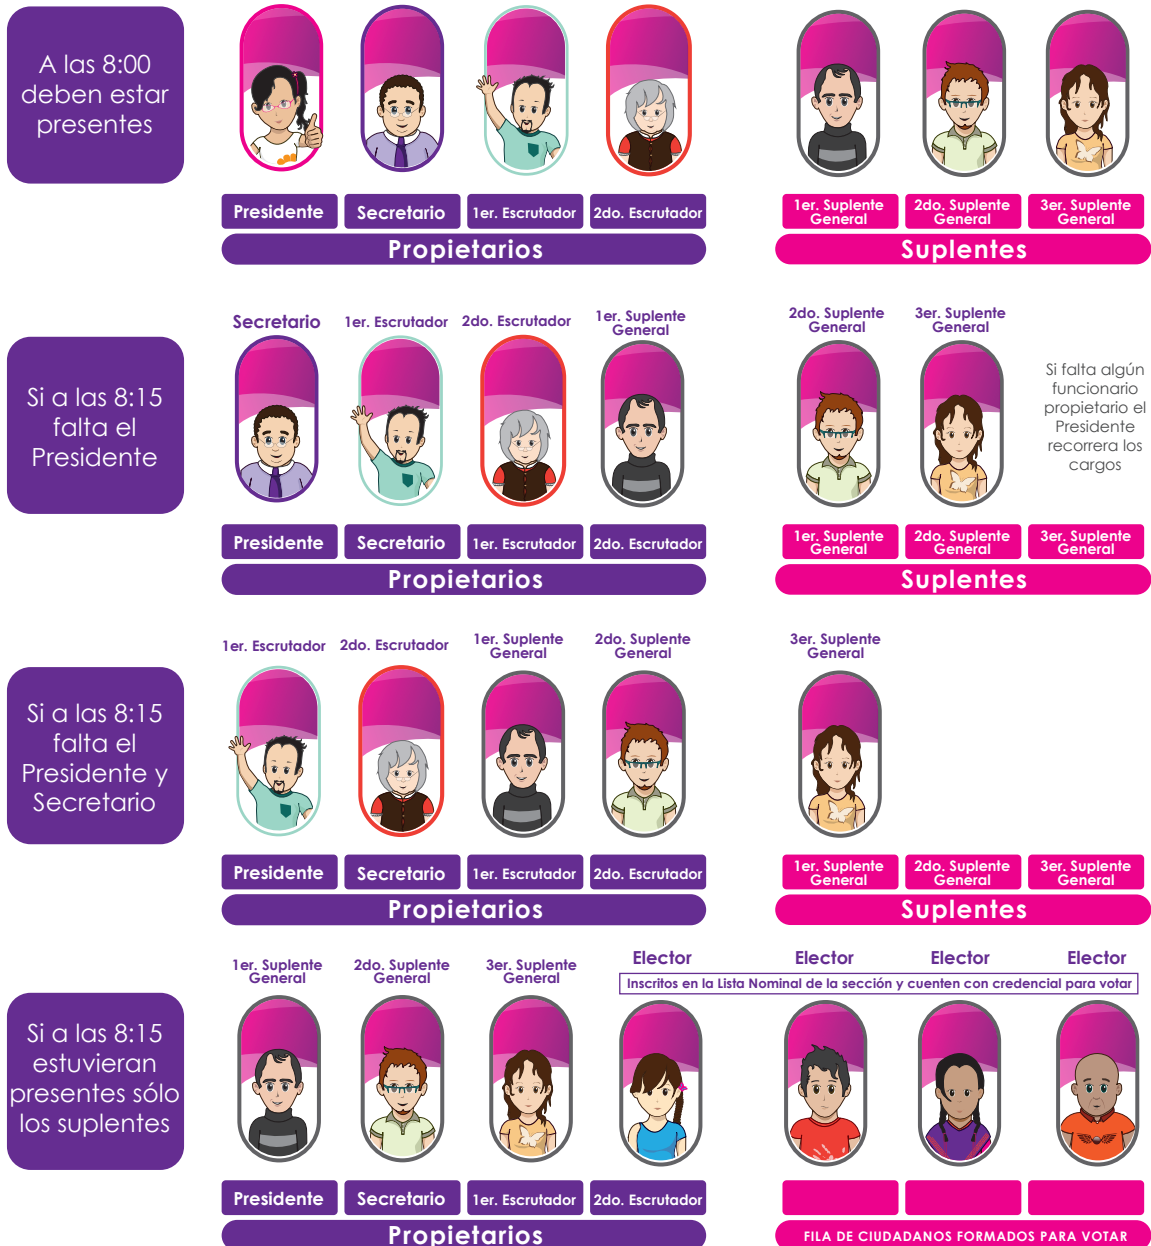 A las 8:00
deben estar
presentes
Presidente
Secretario
1er. Escrutador
2do. Escrutador
Propietarios
1er. Suplente
General
2do. Suplente
General
3er. Suplente
General
Suplentes
Si a las 8:15
falta el
Presidente
Secretario
1er. Escrutador
2do. Escrutador
1er. Suplente
General
2do. Suplente
General
3er. Suplente
General
Si falta algún
funcionario
propietario el
Presidente
recorrera los
cargos
Presidente
Secretario
1er. Escrutador
2do. Escrutador
Propietarios
1er. Suplente
General
2do. Suplente
General
3er. Suplente
General
Suplentes
Si a las 8:15
falta el
Presidente y
Secretario
1er. Escrutador
2do. Escrutador
1er. Suplente
General
2do. Suplente
General
3er. Suplente
General
Presidente
Secretario
1er. Escrutador
2do. Escrutador
Propietarios
1er. Suplente
General
2do. Suplente
General
3er. Suplente
General
Suplentes
Si a las 8:15
estuvieran
presentes sólo
los suplentes
1er. Suplente
General
2do. Suplente
General
3er. Suplente
General
Elector
Elector
Elector
Elector
Inscritos en la Lista Nominal de la sección y cuenten con credencial para votar
Presidente
Secretario
1er. Escrutador
2do. Escrutador
Propietarios
FILA DE CIUDADANOS FORMADOS PARA VOTAR